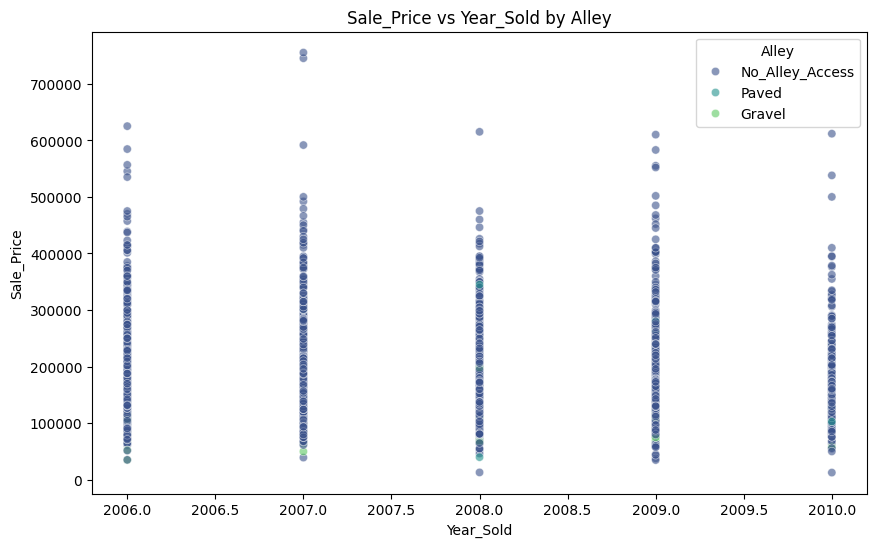 Sale_Price vs Year_Sold by Alley
Alley
No_Alley_Access
Paved
Gravel
Sale_Price
700000
600000
500000
400000
300000
200000
100000
0
2006.0 2006.5 2007.0 2007.5 2008.0 2008.5 2009.0 2009.5 2010.0
Year_Sold